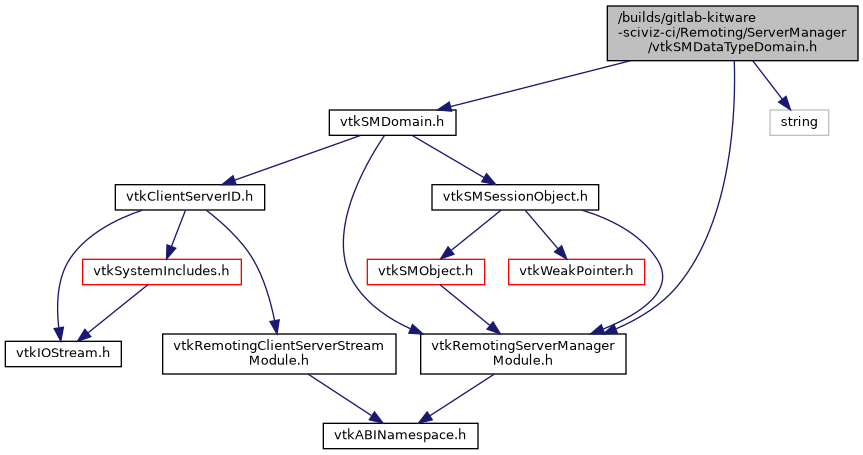 /builds/gitlab-kitware
-sciviz-ci/Remoting/ServerManager
/vtkSMDataTypeDomain.h
vtkSMDomain.h
string
vtkClientServerID.h
vtkSMSessionObject.h
vtkSystemIncludes.h
vtkSMObject.h
vtkWeakPointer.h
vtkIOStream.h
vtkRemotingClientServerStream
Module.h
vtkRemotingServerManager
Module.h
vtkABINamespace.h